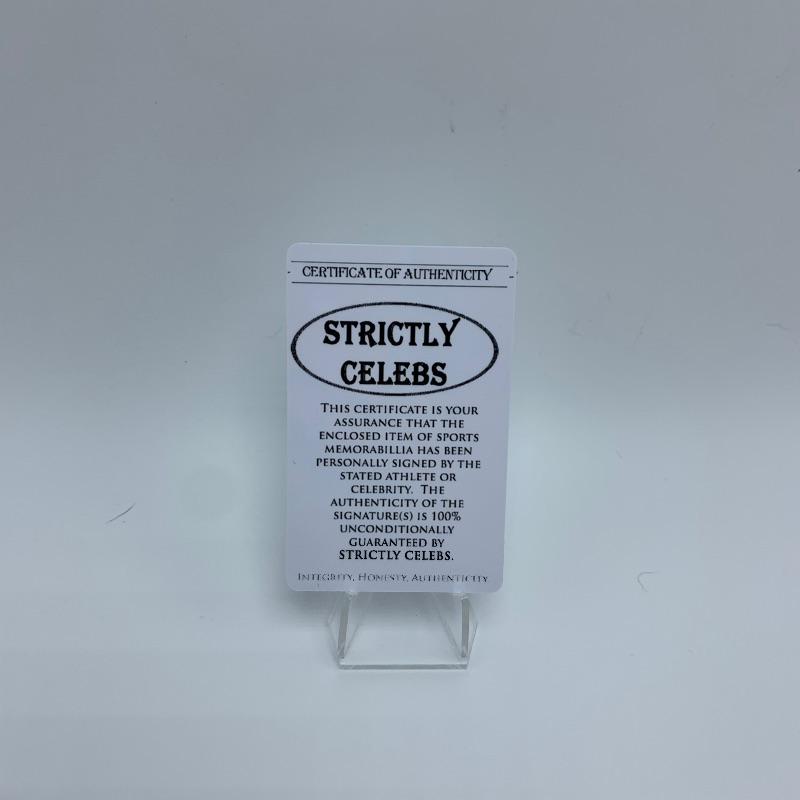 CERTIFICATE OF AUTHENTICITY
STRICTLY
CELEBS
THIS CERTIFICATE IS YOUR
ASSURANCE THAT THE
ENCLOSED ITEM OF SPORTS
MEMORABILLIA HAS BEEN
PERSONALLY SIGNED BY THE
STATED ATHLETE OR
CELEBRITY. THE
AUTHENTICITY OF THE
SIGNATURE(S) IS 100%
UNCONDITIONALLY
GUARANTEED BY
STRICTLY CELEBS.
INTEGRITY, HONESTY, AUTHENTICITY